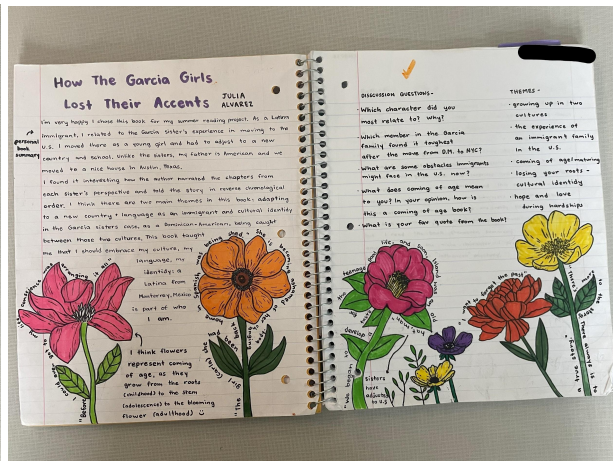 How The Garcia Girls
Lost Their Accents
JULIA
ALVAREZ
personal
book
summary
I'm very happy I chose this book for my summer reading project. As a Latina
immigrant, I related to the Garcia sister's experience in moving to the
U.S. I moved there as a young girl and had to adjust to a new
country and school. Unlike the sisters, my father is American and we
moved to a nice house in Austin, Texas.
I found it interesting how the author narrated the chapters from
each sister's perspective and told the story in reverse chronological
order. I think there are two main themes in this book: adapting
to a new country + language as an immigrant and cultural identity
in the Garcia sisters case, as a Dominican-American, being caught
between those two cultures. This book taught
me that I should embrace my culture, my
language, my
identity: a
Latina from
Monterrey, México
is part of who
I am.
I think flowers
represent coming
of age, as they
grow from the roots
(childhood) to the stem
(adolescence) to the blooming
flower (adulthood)
DISCUSSION QUESTIONS -
• Which character did you
most relate to? Why?
• Which member in the Garcia
family found it toughest
after the move from D.R. to NYC?
• What are some obstacles immigrants
might face in the U.S. now?
• what does coming of age mean
to you? In your opinion, how is
this a coming of age book?
• What is your fav quote from the book?
THEMES -
• growing up in two
cultures
• the experience of
an immigrant family
in the U.S.
• coming of age/maturing
• losing your roots -
cultural identity
• hope and love
during hardships
sisters
have
adjusted
to U.S